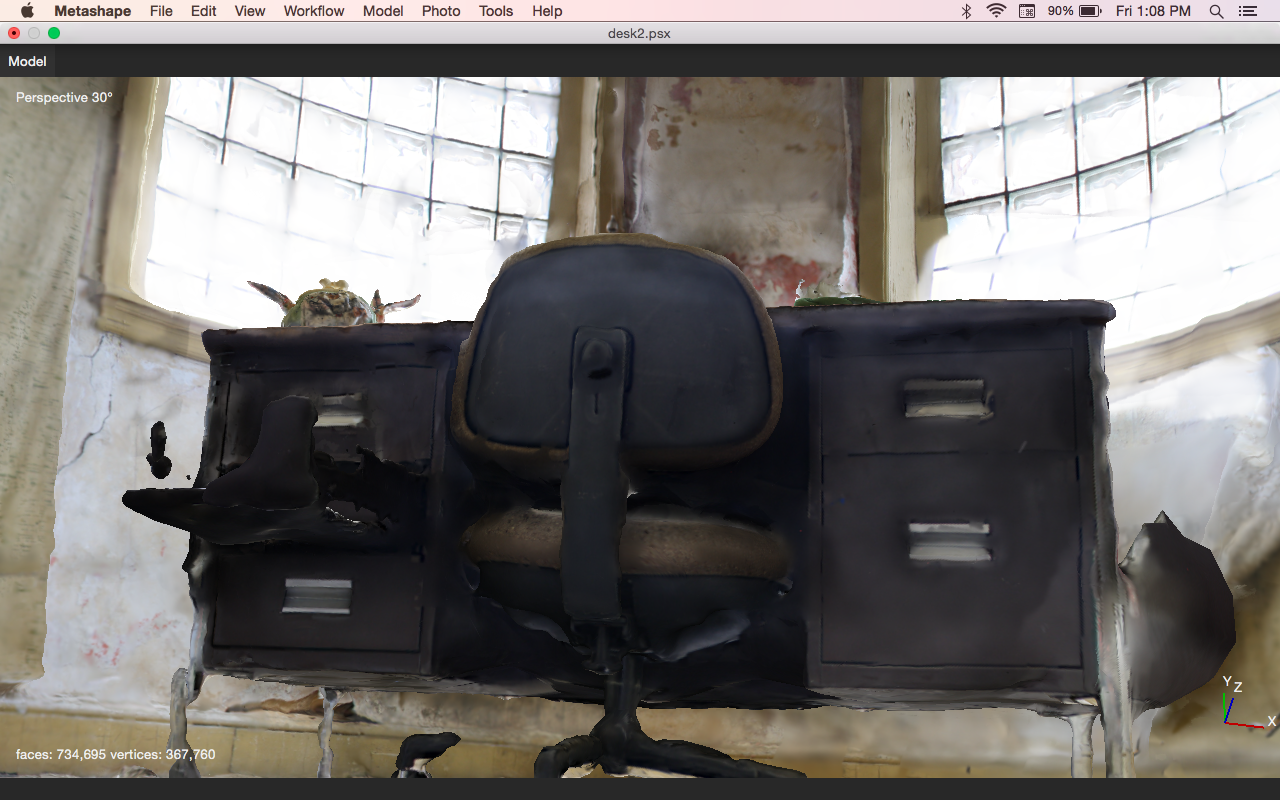 Metashape File Edit View Workflow Model Photo Tools Help 90% Fri 1:08 PM
desk2.psx
Model
Perspective 30°
Y
Z
X
faces: 734,695 vertices: 367,760